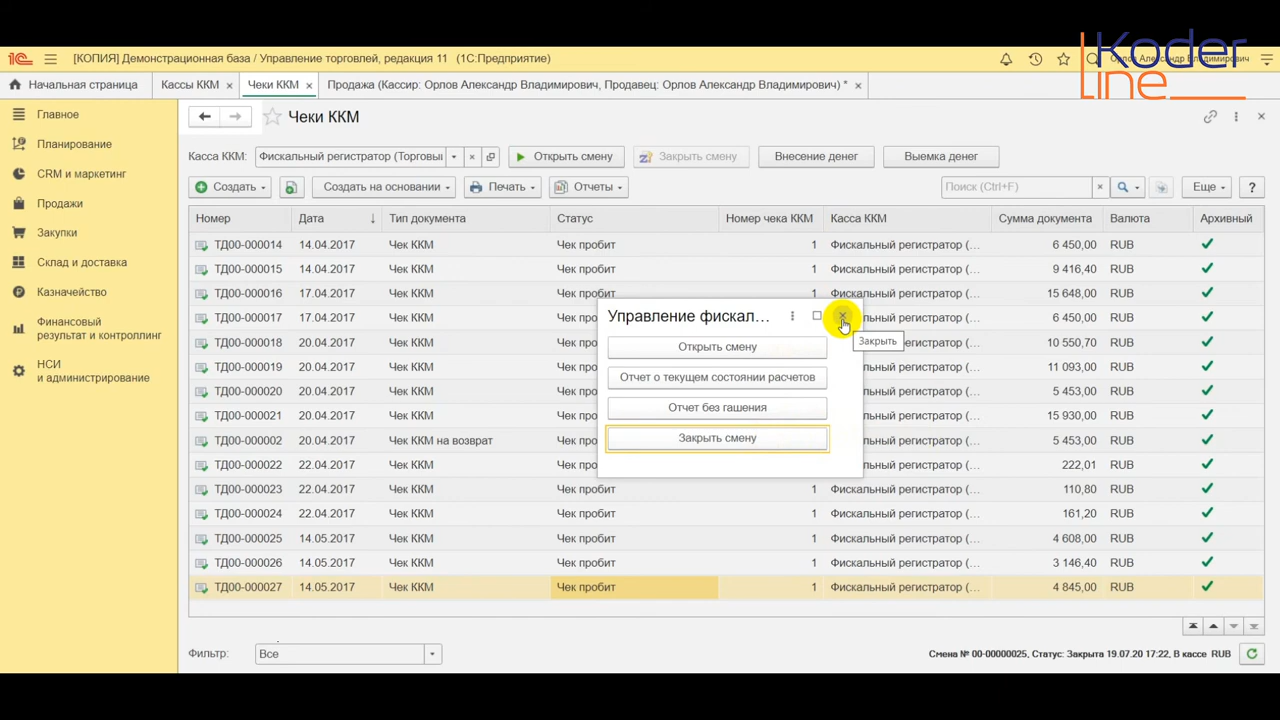 Koder
line
[КОПИЯ] Демонстрационная база / Управление торговлей, редакция 11 (1С:Предприятие)
Орлов Александр Владимирович
Начальная страница
Кассы ККМ ×
Чеки ККМ ×
Продажа (Кассир: Орлов Александр Владимирович, Продавец: Орлов Александр Владимирович) * ×
Главное
Планирование
CRM и маркетинг
Продажи
Закупки
Склад и доставка
Казначейство
Финансовый
результат и контроллинг
НСИ
и администрирование
Чеки ККМ
Касса ККМ: Фискальный регистратор (Торговы Открыть смену Закрыть смену Внесение денег Выемка денег
Создать Создать на основании Печать Отчеты Поиск (Ctrl+F) × Еще ?
Номер Дата ↓ Тип документа Статус Номер чека ККМ Касса ККМ Сумма документа Валюта Архивный
ТД00-000014 14.04.2017 Чек ККМ Чек пробит 1 Фискальный регистратор (... 6 450,00 RUB
ТД00-000015 14.04.2017 Чек ККМ Чек пробит 1 Фискальный регистратор (... 9 416,40 RUB
ТД00-000016 17.04.2017 Чек ККМ Чек пробит 1 Фискальный регистратор (... 15 648,00 RUB
ТД00-000017 17.04.2017 Чек ККМ Чек 6 450,00 RUB
ТД00-000018 20.04.2017 Чек ККМ Чек 10 550,70 RUB
ТД00-000019 20.04.2017 Чек ККМ Чек Фискальный регистратор (... 11 093,00 RUB
ТД00-000020 20.04.2017 Чек ККМ Чек Фискальный регистратор (... 5 453,00 RUB
ТД00-000021 20.04.2017 Чек ККМ Чек Фискальный регистратор (... 15 930,00 RUB
ТД00-000002 20.04.2017 Чек ККМ на возврат Чек Фискальный регистратор (... 5 453,00 RUB
ТД00-000022 22.04.2017 Чек ККМ Чек Фискальный регистратор (... 222,01 RUB
ТД00-000023 22.04.2017 Чек ККМ Чек пробит 1 Фискальный регистратор (... 110,80 RUB
ТД00-000024 22.04.2017 Чек ККМ Чек пробит 1 Фискальный регистратор (... 161,20 RUB
ТД00-000025 14.05.2017 Чек ККМ Чек пробит 1 Фискальный регистратор (... 4 608,00 RUB
ТД00-000026 14.05.2017 Чек ККМ Чек пробит 1 Фискальный регистратор (... 3 146,40 RUB
ТД00-000027 14.05.2017 Чек ККМ Чек пробит 1 Фискальный регистратор (... 4 845,00 RUB
Управление фискал...
Закрыть
Открыть смену
Отчет о текущем состоянии расчетов
Отчет без гашения
Закрыть смену
Фильтр: Все
Смена № 00-00000025, Статус: Закрыта 19.07.20 17:22, В кассе RUB